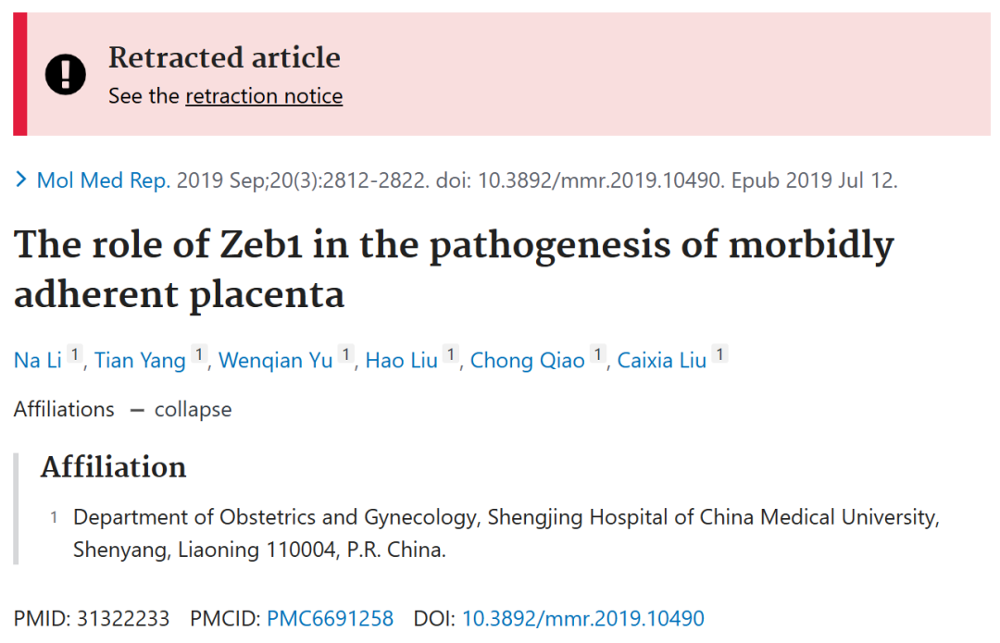 Retracted article
See the retraction notice
Mol Med Rep. 2019 Sep;20(3):2812-2822. doi: 10.3892/mmr.2019.10490. Epub 2019 Jul 12.
The role of Zeb1 in the pathogenesis of morbidly
adherent placenta
Na Li 1, Tian Yang 1, Wenqian Yu 1, Hao Liu 1, Chong Qiao 1, Caixia Liu 1
Affiliations — collapse
Affiliation
1 Department of Obstetrics and Gynecology, Shengjing Hospital of China Medical University,
Shenyang, Liaoning 110004, P.R. China.
PMID: 31322233 PMCID: PMC6691258 DOI: 10.3892/mmr.2019.10490